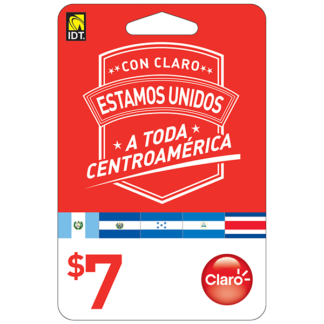 IDT
CON CLARO
ESTAMOS UNIDOS
A TODA
CENTROAMÉRICA
$7
Claro